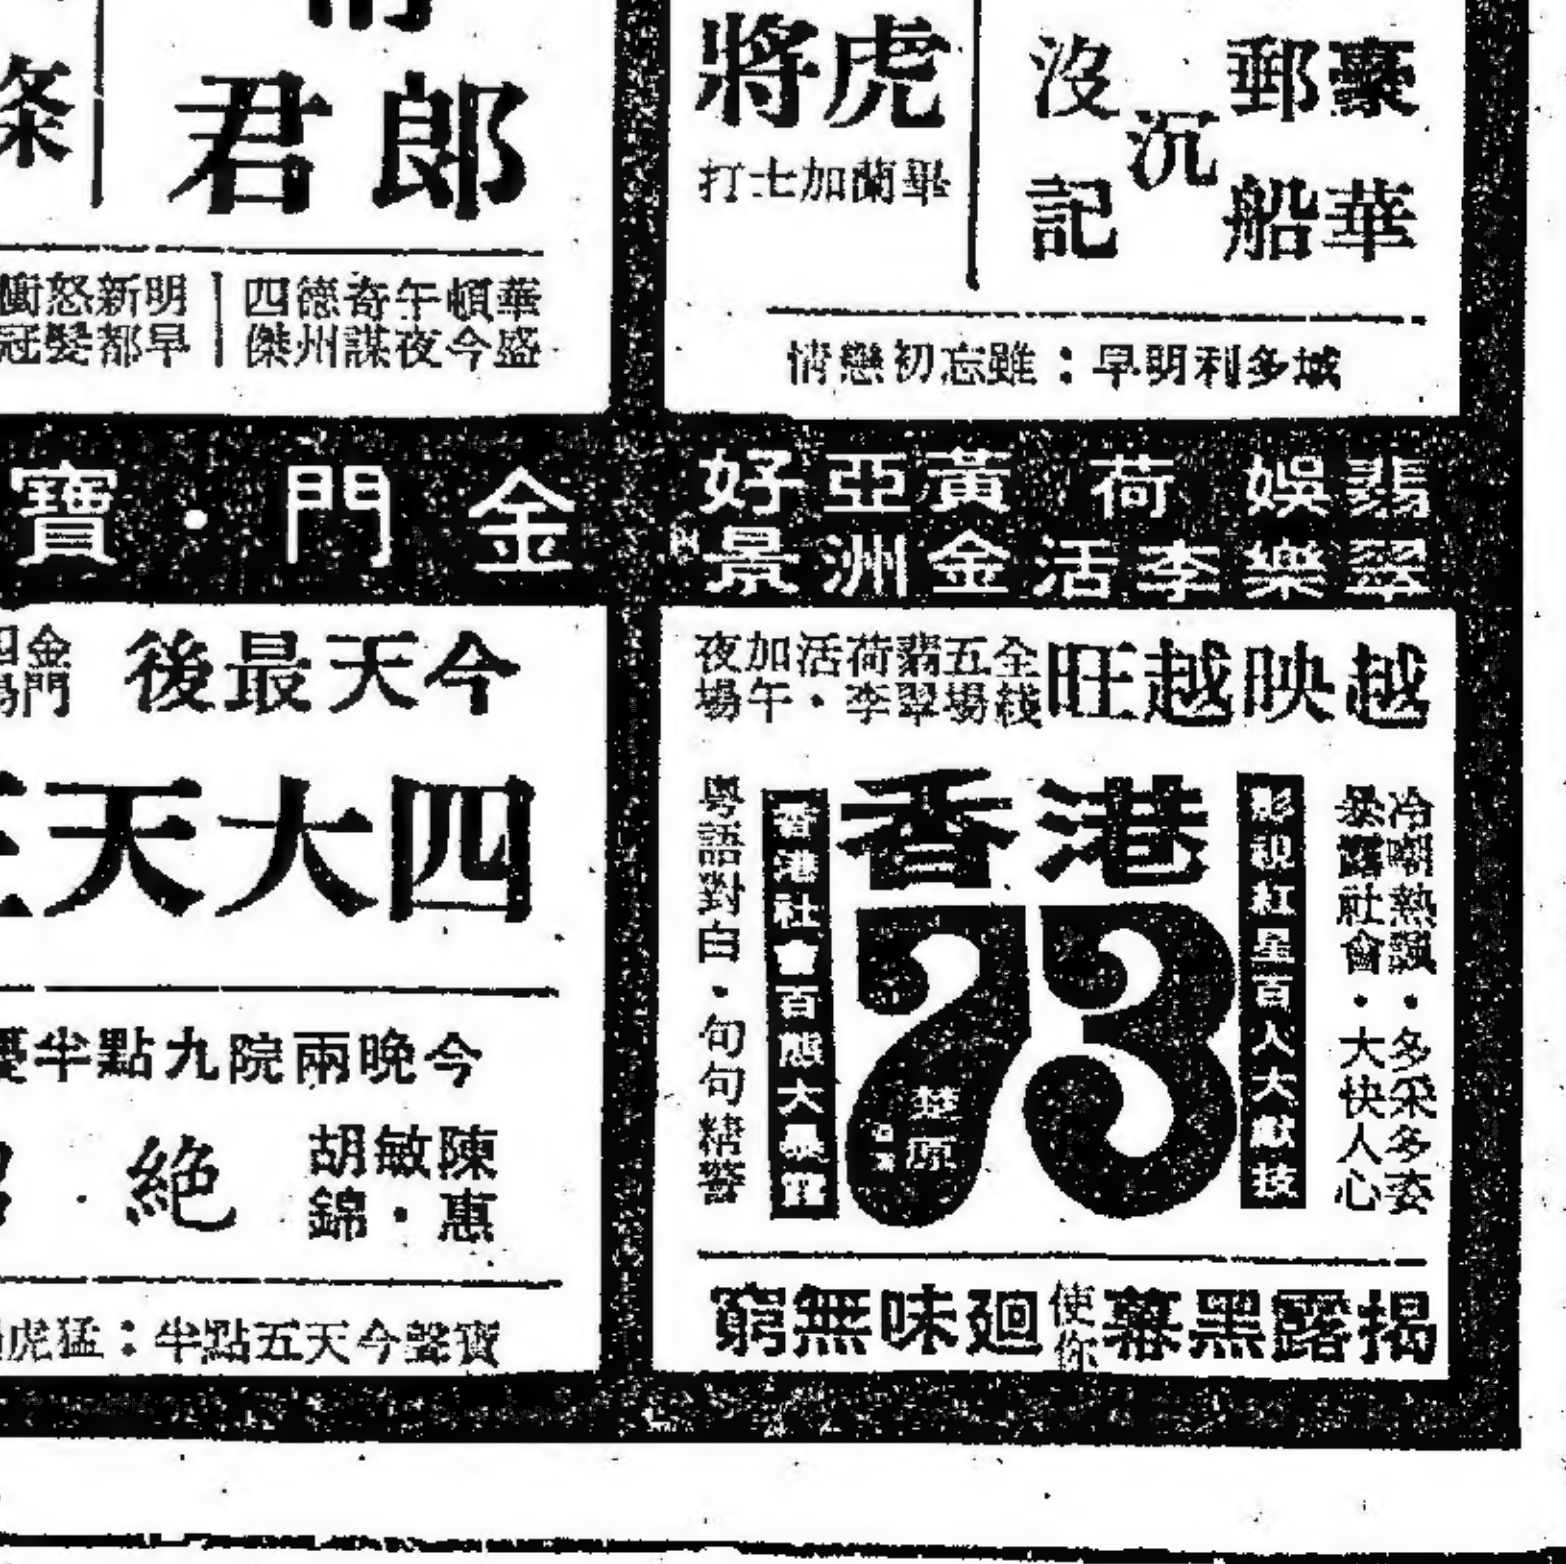 豪華
郵船
沉
沒記
虎將
畢蘭加士打
城多利明早：雖忘初戀情
郎君
條
華盛頓今午夜奇謀德州四傑
明早新都怒髮衝冠
翡翠 娛樂 荷李活 黃金 亞洲 好景
越映越旺
全綫五場
翡翠荷李活・加午夜場
冷嘲熱諷・多采多姿
暴露社會・大快人心
影視紅星百人大獻技
香港
73
楚原
香港社會百態大暴露
粵語對白・句句精警
揭露黑幕使你廻味無窮
金門・寶
今天最後
金門
四大天王
今晚兩院九點半優
陳惠敏・胡錦
絕
寶聲今天五點半：猛虎